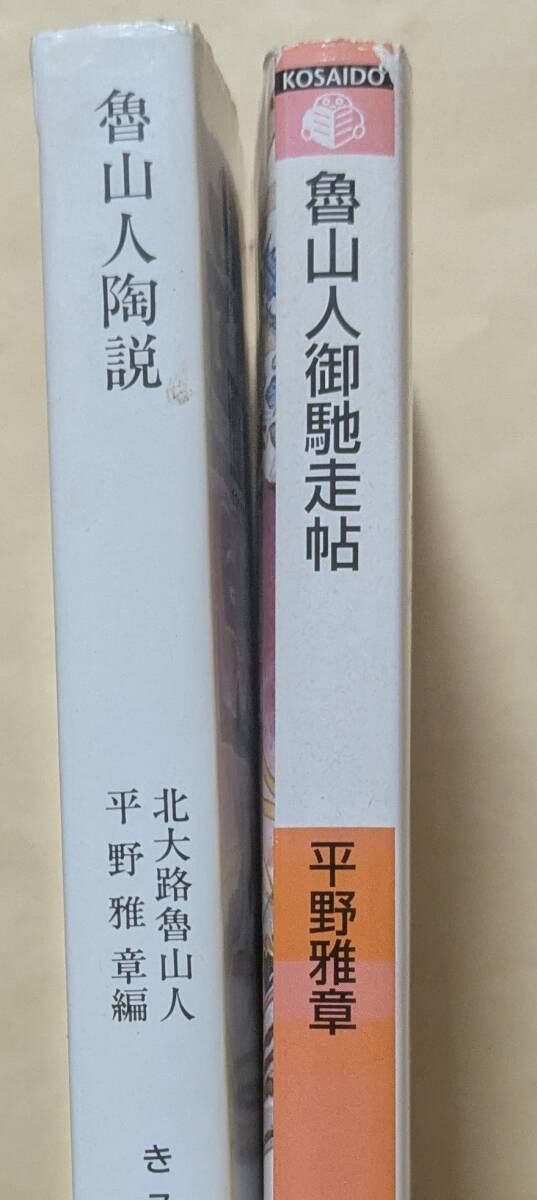 魯山人陶説
北大路魯山人
平野雅章編
き
KOSAIDO
魯山人御馳走帖
平野雅章